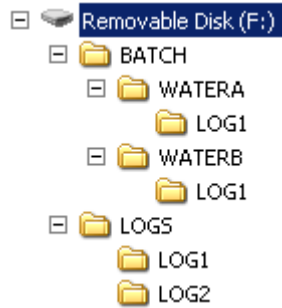 Removable Disk (F:)
BATCH
WATERA
LOG1
WATERB
LOG1
LOGS
LOG1
LOG2